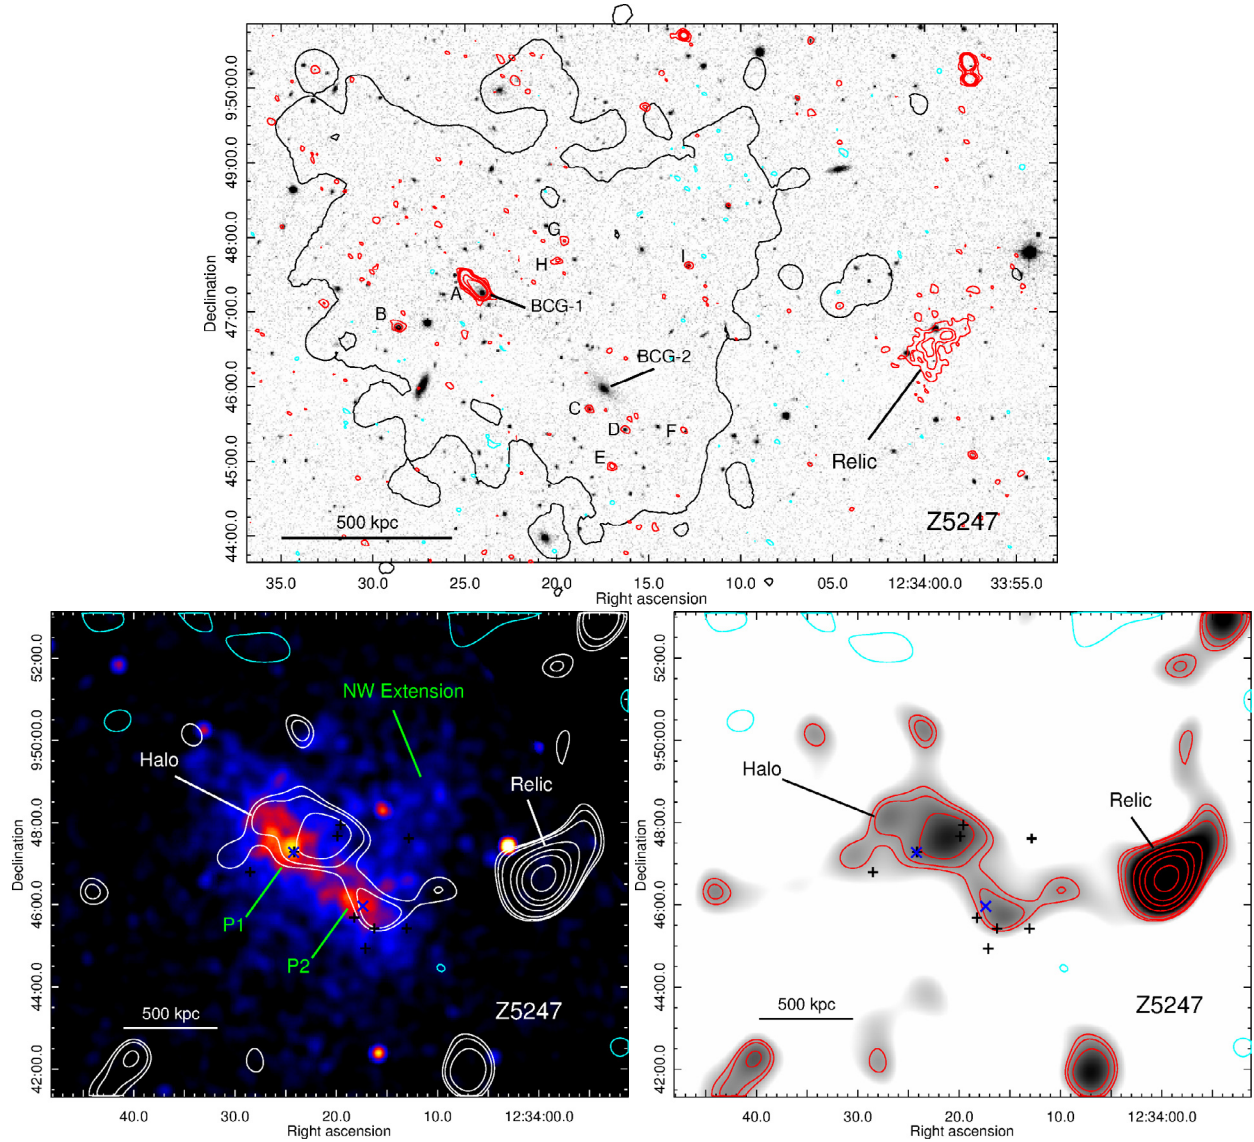 9:50:00.0
49:00.0
48:00.0
47:00.0
46:00.0
45:00.0
44:00.0
Declination
G
H
I
A
BCG-1
B
BCG-2
C
D
F
E
Relic
500 kpc
Z5247
35.0 30.0 25.0 20.0 15.0 10.0 05.0 12:34:00.0 33:55.0
Right ascension
52:00.0
9:50:00.0
48:00.0
46:00.0
44:00.0
42:00.0
Declination
NW Extension
Halo
Relic
P1
P2
Z5247
500 kpc
40.0 30.0 20.0 10.0 12:34:00.0
Right ascension
52:00.0
9:50:00.0
48:00.0
46:00.0
44:00.0
42:00.0
Declination
Halo
Relic
Z5247
500 kpc
40.0 30.0 20.0 10.0 12:34:00.0
Right ascension